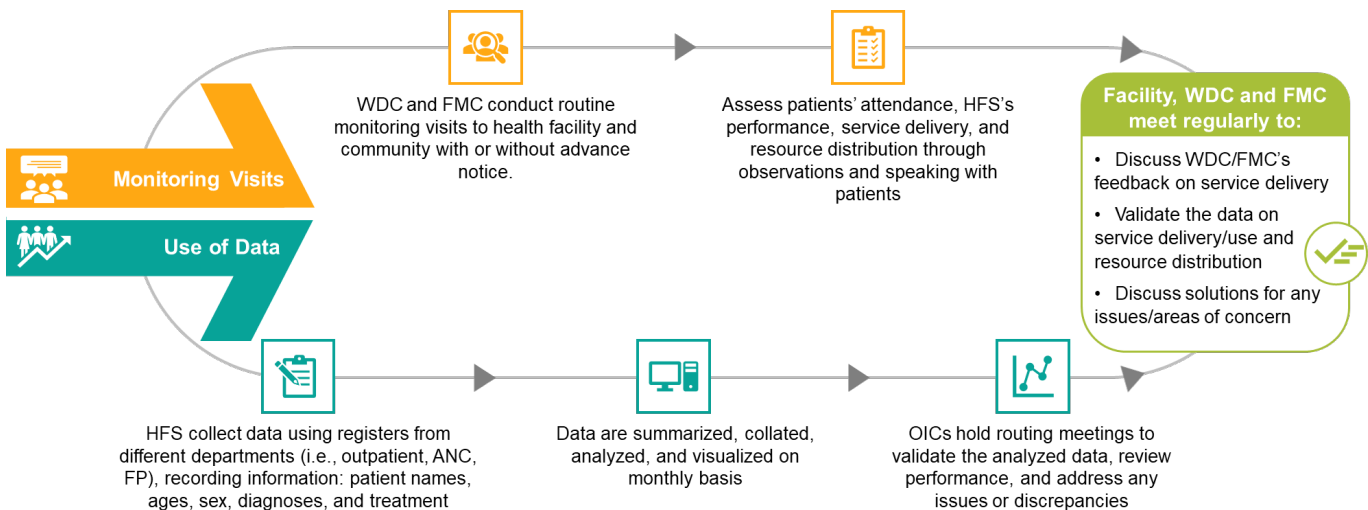 Monitoring Visits
Use of Data
WDC and FMC conduct routine
monitoring visits to health facility and
community with or without advance
notice.
Assess patients' attendance, HFS's
performance, service delivery, and
resource distribution through
observations and speaking with
patients
HFS collect data using registers from
different departments (i.e., outpatient, ANC,
FP), recording information: patient names,
ages, sex, diagnoses, and treatment
Data are summarized, collated,
analyzed, and visualized on
monthly basis
OICs hold routing meetings to
validate the analyzed data, review
performance, and address any
issues or discrepancies
Facility, WDC and FMC
meet regularly to:
• Discuss WDC/FMC's
feedback on service delivery
• Validate the data on
service delivery/use and
resource distribution
• Discuss solutions for any
issues/areas of concern